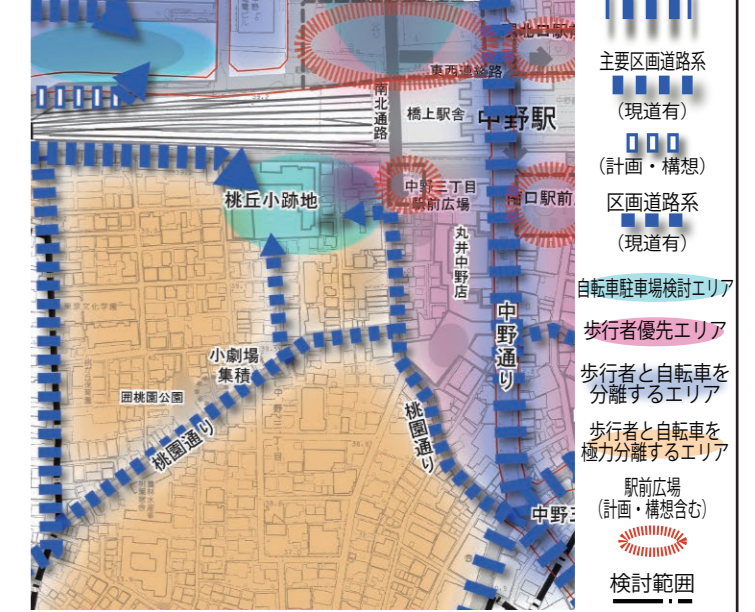 北口駅前
東西連絡路
南北通路
橋上駅舎
中野駅
桃丘小跡地
中野三丁目
駅前広場
口駅前
丸井中野店
中野通り
小劇場
集積
囲桃園公園
中野三丁目
桃園通り
桃園通り
中野三
主要区画道路系
(現道有)
(計画・構想)
区画道路系
(現道有)
自転車駐車場検討エリア
歩行者優先エリア
歩行者と自転車を
分離するエリア
歩行者と自転車を
極力分離するエリア
駅前広場
(計画・構想含む)
検討範囲